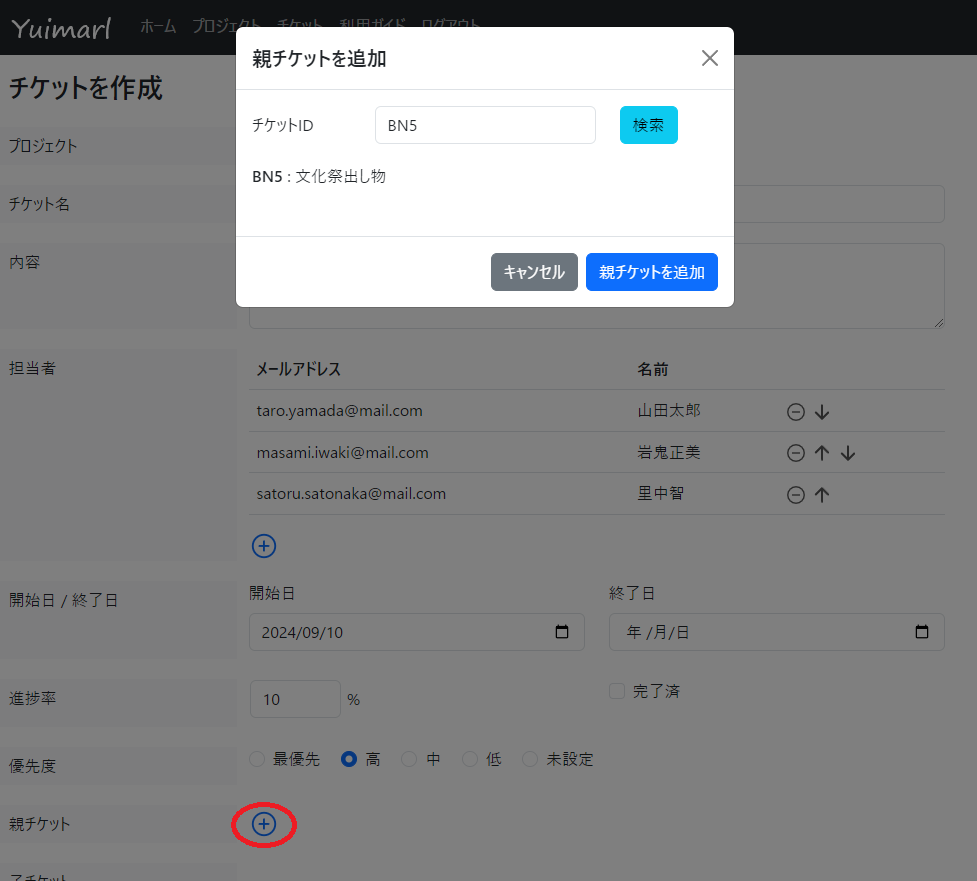 Yuimarl ホーム プロジェクト チケット 利用ガイド ログアウト
親チケットを追加
チケットを作成
チケットID BN5 検索
プロジェクト
BN5 : 文化祭出し物
チケット名
内容
キャンセル 親チケットを追加
担当者 メールアドレス 名前
taro.yamada@mail.com 山田太郎
masami.iwaki@mail.com 岩鬼正美
satoru.satonaka@mail.com 里中智
開始日 / 終了日 開始日 終了日
2024/09/10 年 /月/日
進捗率 10 % 完了済
優先度 最優先 高 中 低 未設定
親チケット
子チケット